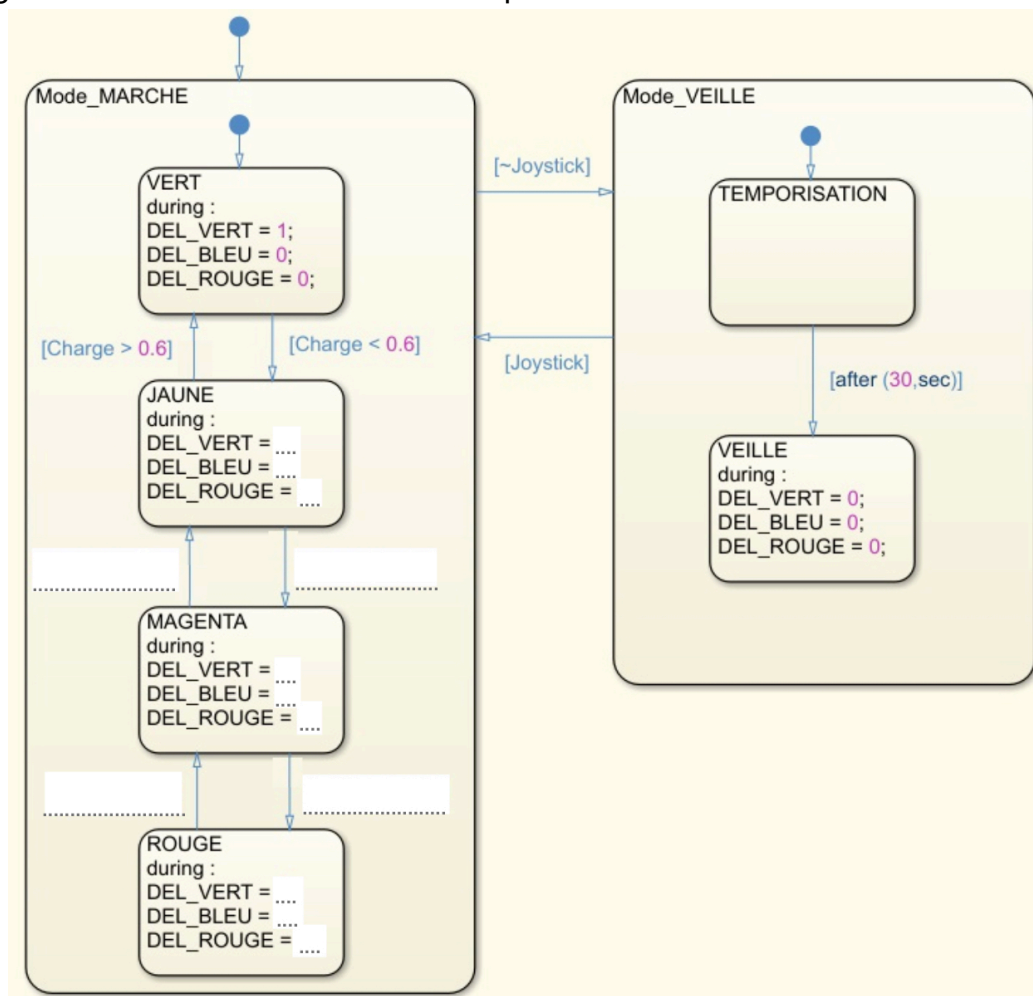 Mode_MARCHE
VERT
during :
DEL_VERT = 1;
DEL_BLEU = 0;
DEL_ROUGE = 0;
[Charge > 0.6]
[Charge < 0.6]
JAUNE
during :
DEL_VERT = ....
DEL_BLEU = ....
DEL_ROUGE = ....
................
................
MAGENTA
during :
DEL_VERT = ....
DEL_BLEU = ....
DEL_ROUGE = ....
................
................
ROUGE
during :
DEL_VERT = ....
DEL_BLEU = ....
DEL_ROUGE = ....
[~Joystick]
[Joystick]
Mode_VEILLE
TEMPORISATION
[after (30,sec)]
VEILLE
during :
DEL_VERT = 0;
DEL_BLEU = 0;
DEL_ROUGE = 0;